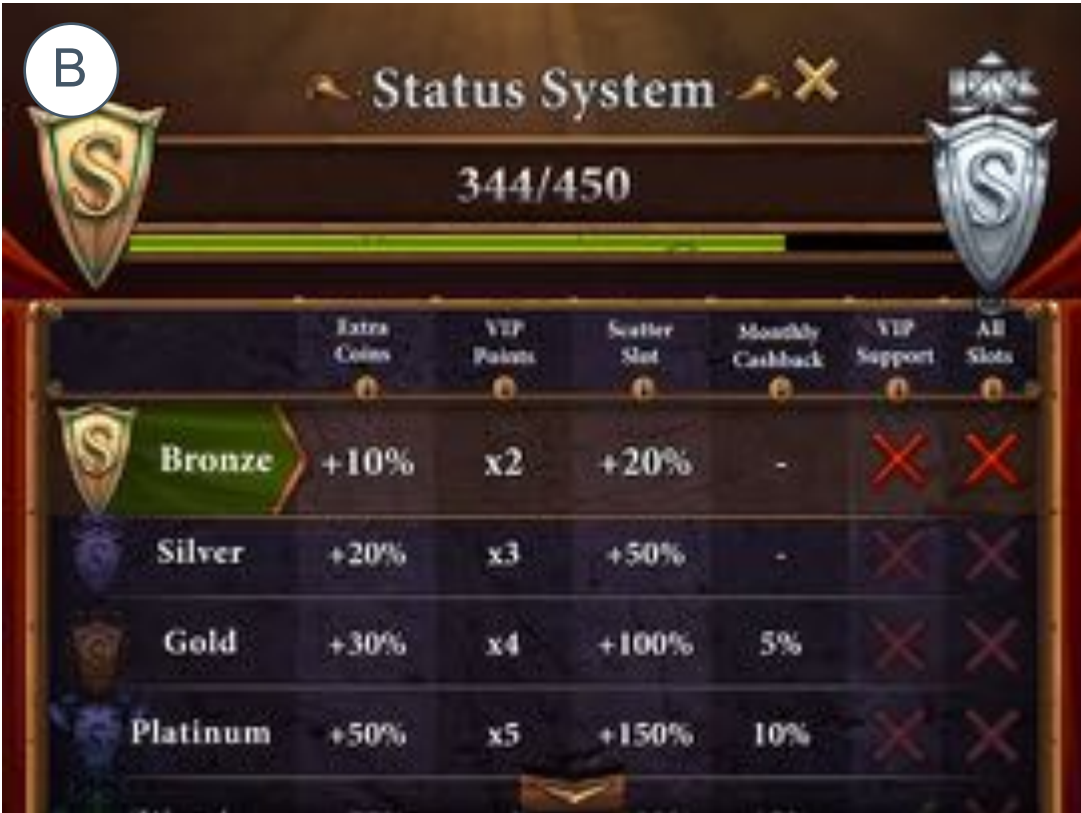 B
Status System
344/450
S
S
Extra Coins
VIP Points
Scatter Slot
Monthly Cashback
VIP Support
All Slots
S
Bronze +10% x2 +20% -
Silver +20% x3 +50% -
Gold +30% x4 +100% 5%
Platinum +50% x5 +150% 10%